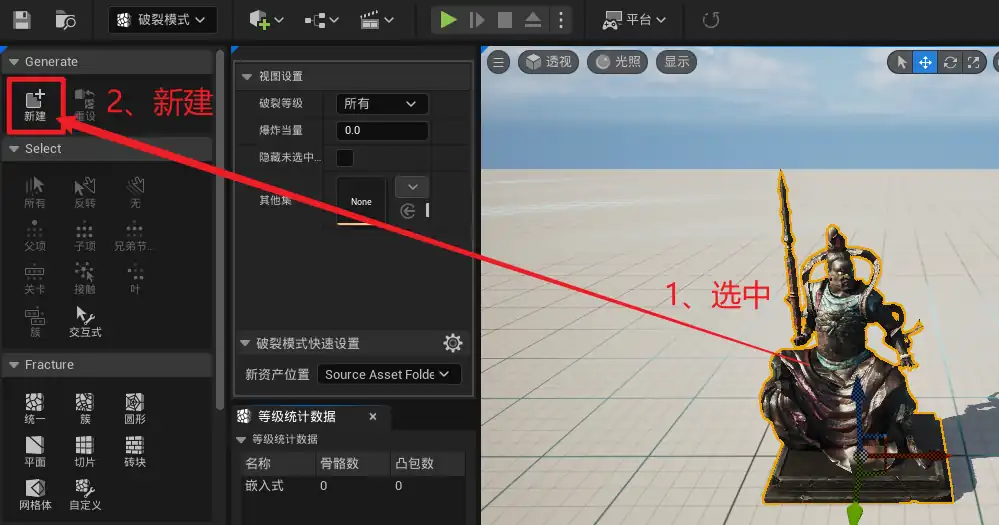 破裂模式
平台
Generate
新建
重设
2、新建
Select
所有
反转
无
父项
子项
兄弟节...
关卡
接触
叶
簇
交互式
Fracture
统一
簇
圆形
平面
切片
砖块
网格体
自定义
视图设置
破裂等级
所有
爆炸当量
0.0
隐藏未选中...
其他集
None
破裂模式快速设置
新资产位置
Source Asset Folde
等级统计数据
等级统计数据
名称
骨骼数
凸包数
嵌入式
0
0
透视
光照
显示
1、选中